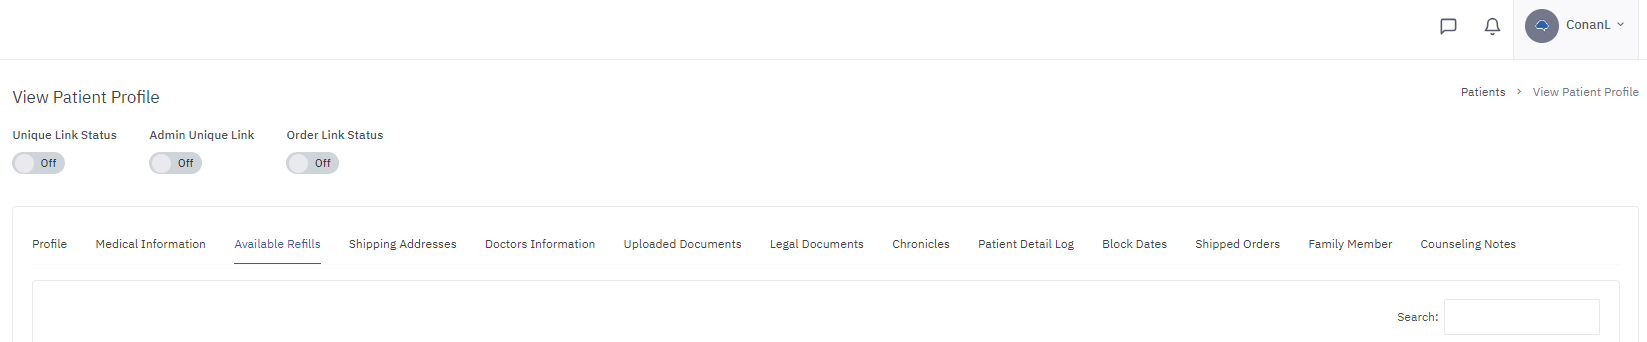 ConanL
View Patient Profile
Patients > View Patient Profile
Unique Link Status Admin Unique Link Order Link Status
Off Off Off
Profile Medical Information Available Refills Shipping Addresses Doctors Information Uploaded Documents Legal Documents Chronicles Patient Detail Log Block Dates Shipped Orders Family Member Counseling Notes
Search: